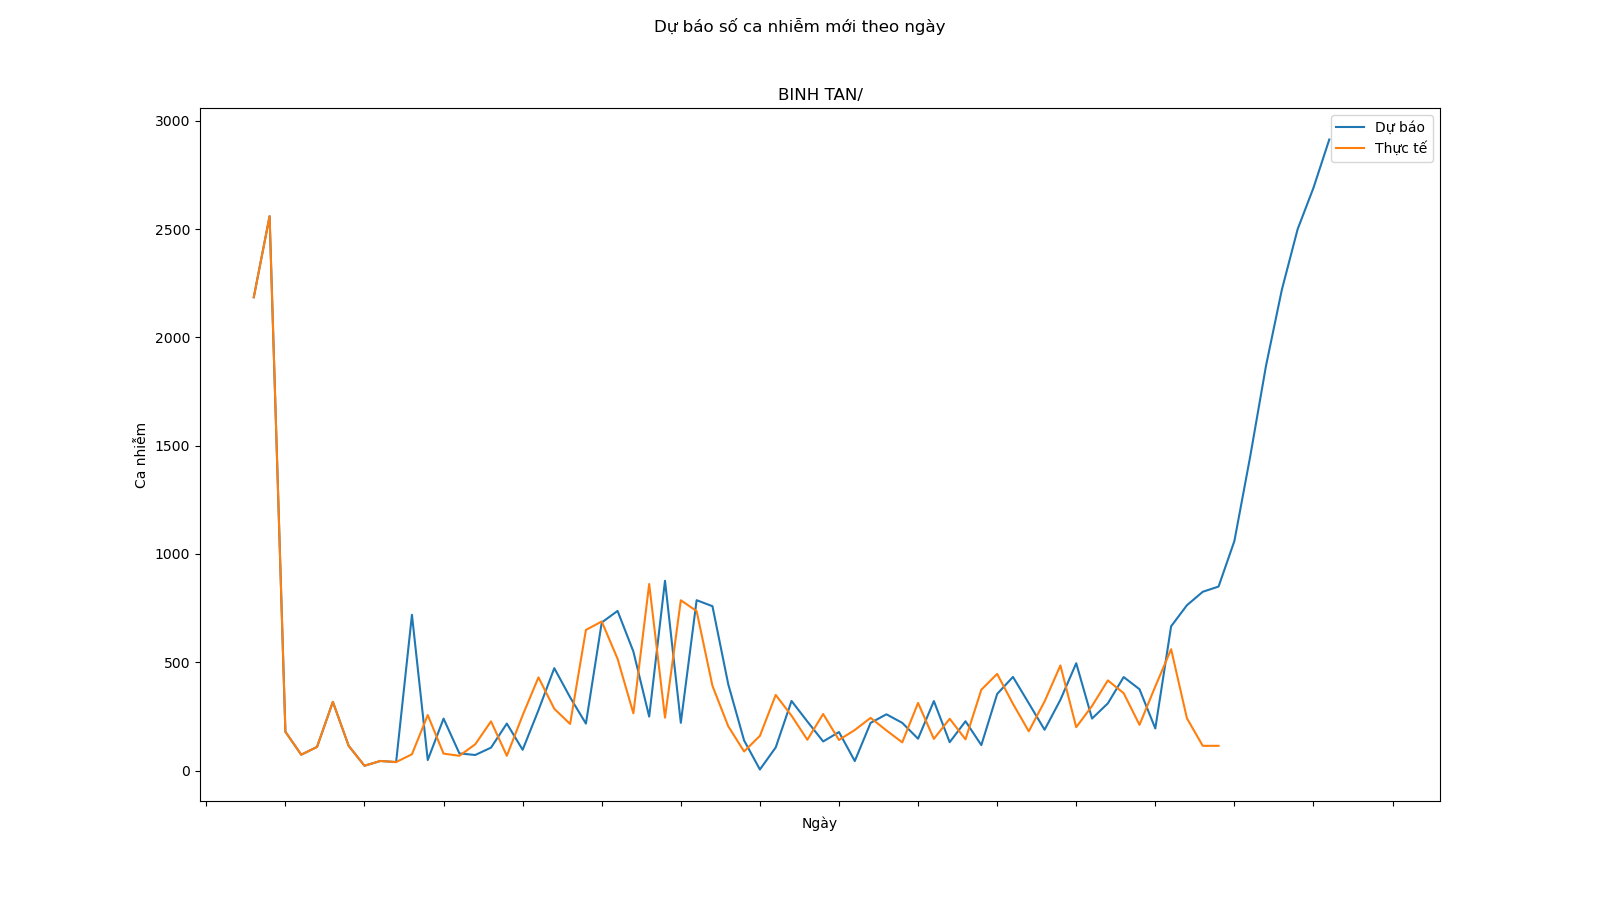 Dự báo số ca nhiễm mới theo ngày
BINH TAN/
3000
2500
2000
1500
1000
500
0
Ca nhiễm
Ngày
Dự báo
Thực tế